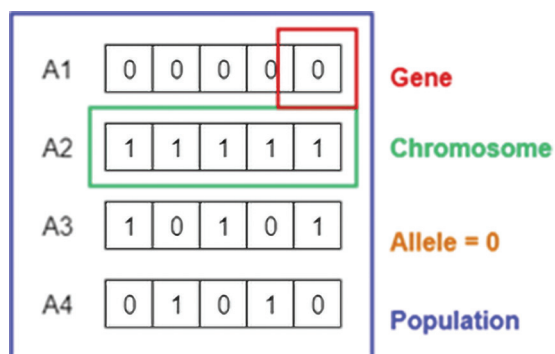 A1 0 0 0 0 0 Gene
A2 1 1 1 1 1 Chromosome
A3 1 0 1 0 1
Allele = 0
A4 0 1 0 1 0
Population